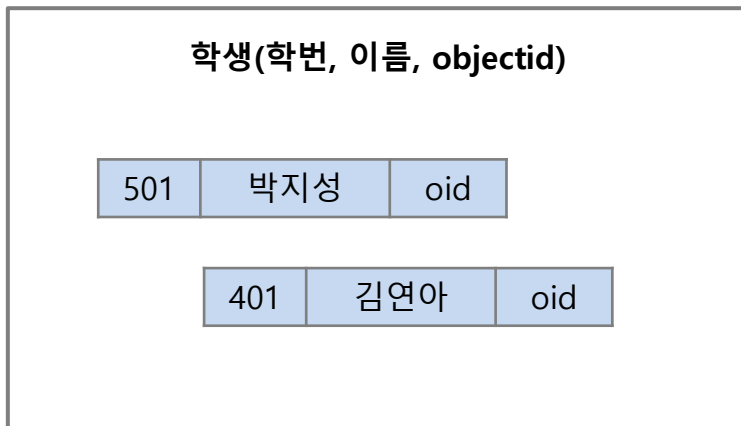 학생(학번, 이름, objectid)
501 박지성 oid
401 김연아 oid